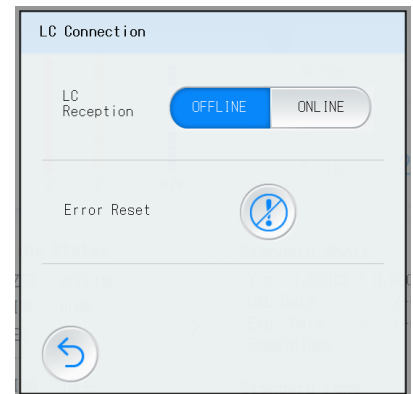 LC Connection
LC
Reception
OFFLINE
ONLINE
Error Reset